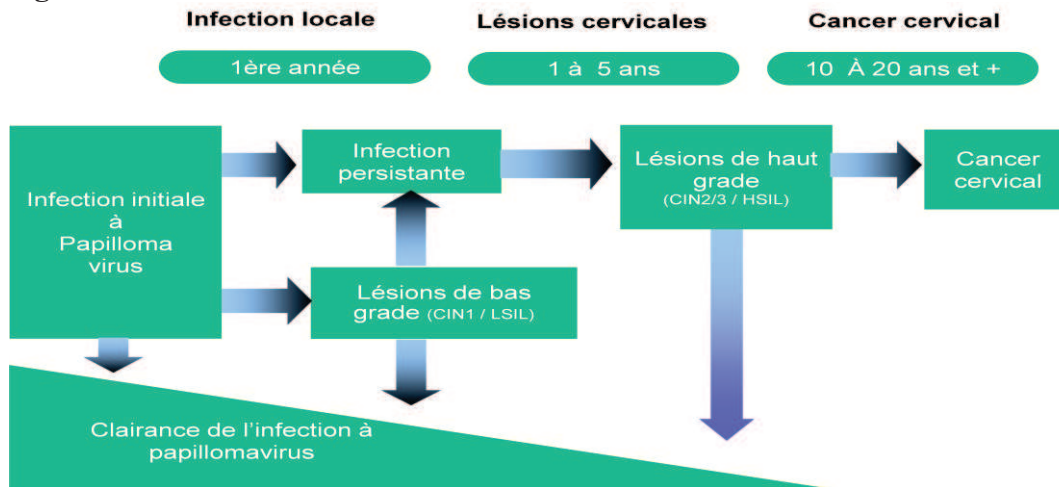 Infection locale
Lésions cervicales
Cancer cervical
1ère année
1 à 5 ans
10 À 20 ans et +
Infection initiale
à
Papilloma
virus
Infection
persistante
Lésions de haut
grade
(CIN2/3 / HSIL)
Cancer
cervical
Lésions de bas
grade (CIN1 / LSIL)
Clairance de l'infection à
papillomavirus